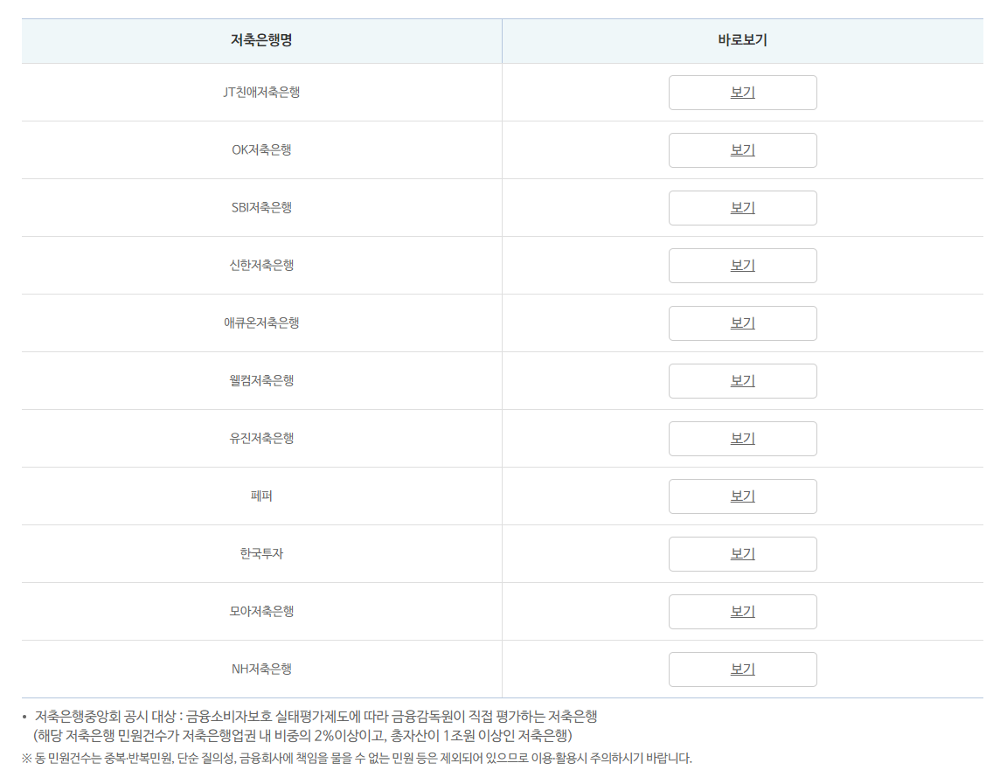 저축은행명 바로보기
JT친애저축은행 보기
OK저축은행 보기
SBI저축은행 보기
신한저축은행 보기
애큐온저축은행 보기
웰컴저축은행 보기
유진저축은행 보기
페퍼 보기
한국투자 보기
모아저축은행 보기
NH저축은행 보기
• 저축은행중앙회 공시 대상 : 금융소비자보호 실태평가제도에 따라 금융감독원이 직접 평가하는 저축은행
(해당 저축은행 민원건수가 저축은행업권 내 비중의 2%이상이고, 총자산이 1조원 이상인 저축은행)
※ 동 민원건수는 중복·반복민원, 단순 질의성, 금융회사에 책임을 물을 수 없는 민원 등은 제외되어 있으므로 이용·활용시 주의하시기 바랍니다.